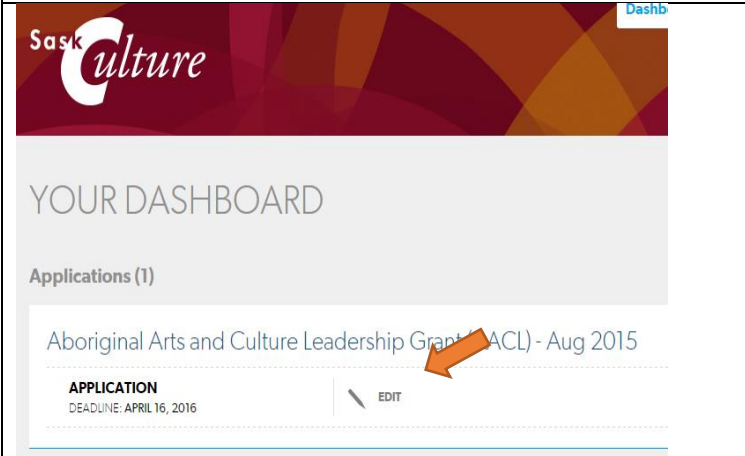 Dashb
Sask Culture
YOUR DASHBOARD
Applications (1)
Aboriginal Arts and Culture Leadership Grant ACL) - Aug 2015
APPLICATION
DEADLINE: APRIL 16, 2016
EDIT